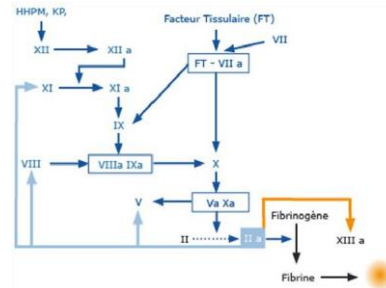 HHPM, KP,
Facteur Tissulaire (FT)
XII
XII a
VII
FT - VII a
XI
XI a
IX
VIII
VIIIa IXa
X
V
Va Xa
II
II a
Fibrinogène
XIII a
Fibrine